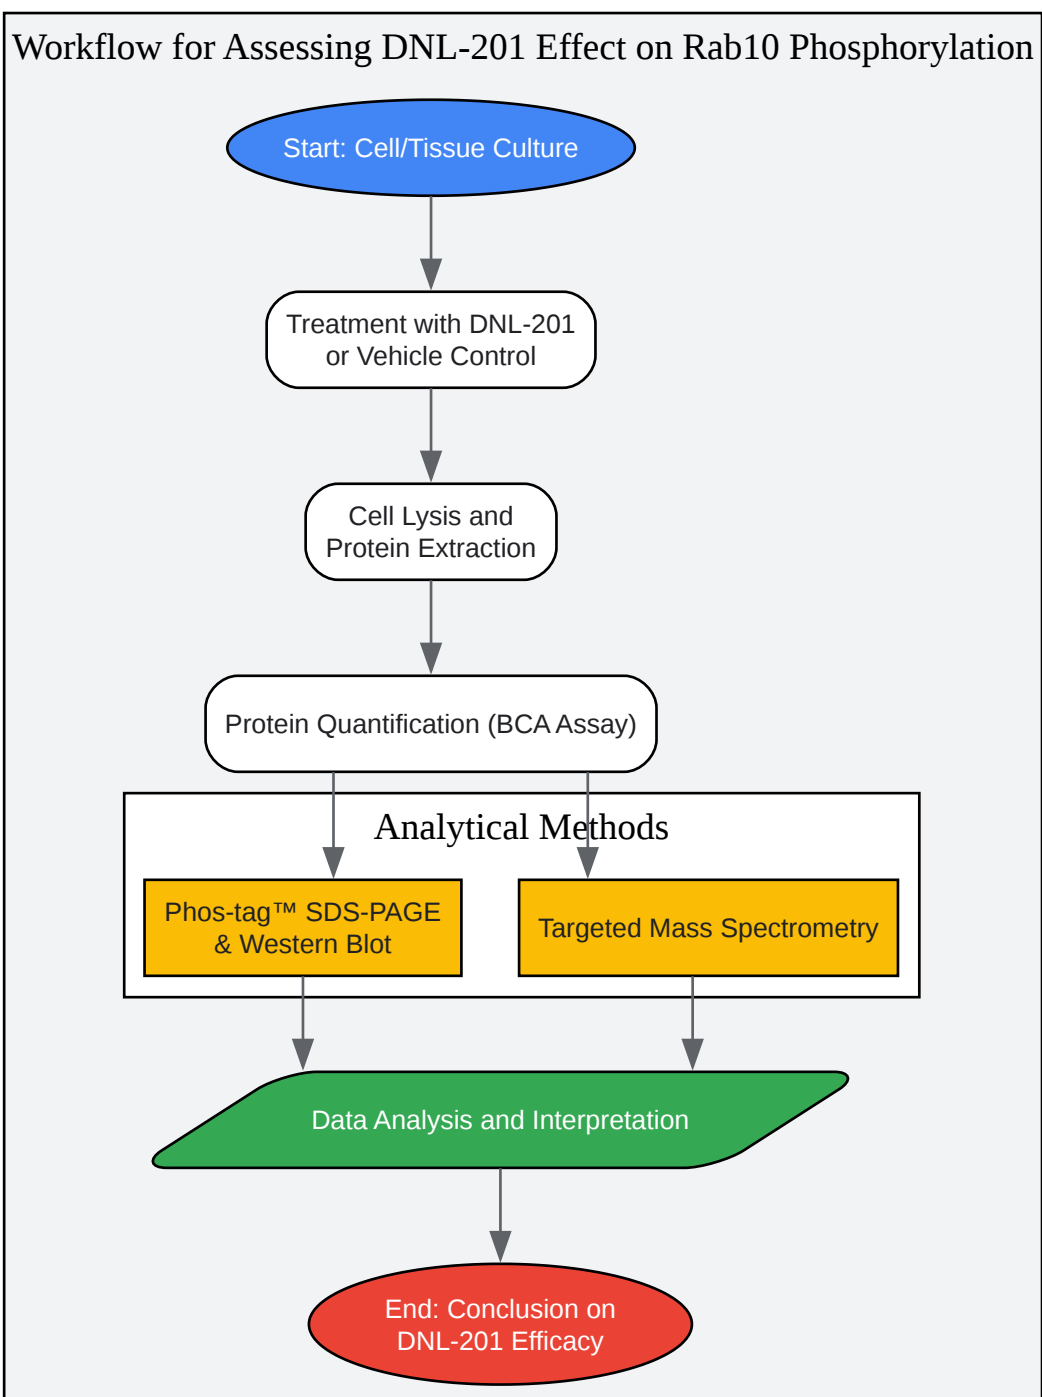 Workflow for Assessing DNL-201 Effect on Rab10 Phosphorylation
Start: Cell/Tissue Culture
Treatment with DNL-201
or Vehicle Control
Cell Lysis and
Protein Extraction
Protein Quantification (BCA Assay)
Analytical Methods
Phos-tag™ SDS-PAGE
& Western Blot
Targeted Mass Spectrometry
Data Analysis and Interpretation
End: Conclusion on
DNL-201 Efficacy